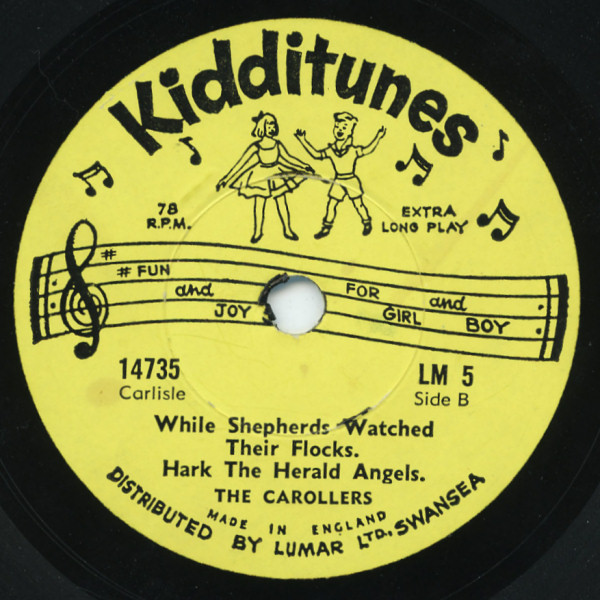 Kidditunes
78
R.P.M.
EXTRA
LONG PLAY
# FUN and JOY FOR GIRL and BOY
14735
Carlisle
LM 5
Side B
While Shepherds Watched
Their Flocks.
Hark The Herald Angels.
THE CAROLLERS
MADE IN ENGLAND
DISTRIBUTED BY LUMAR LTD., SWANSEA